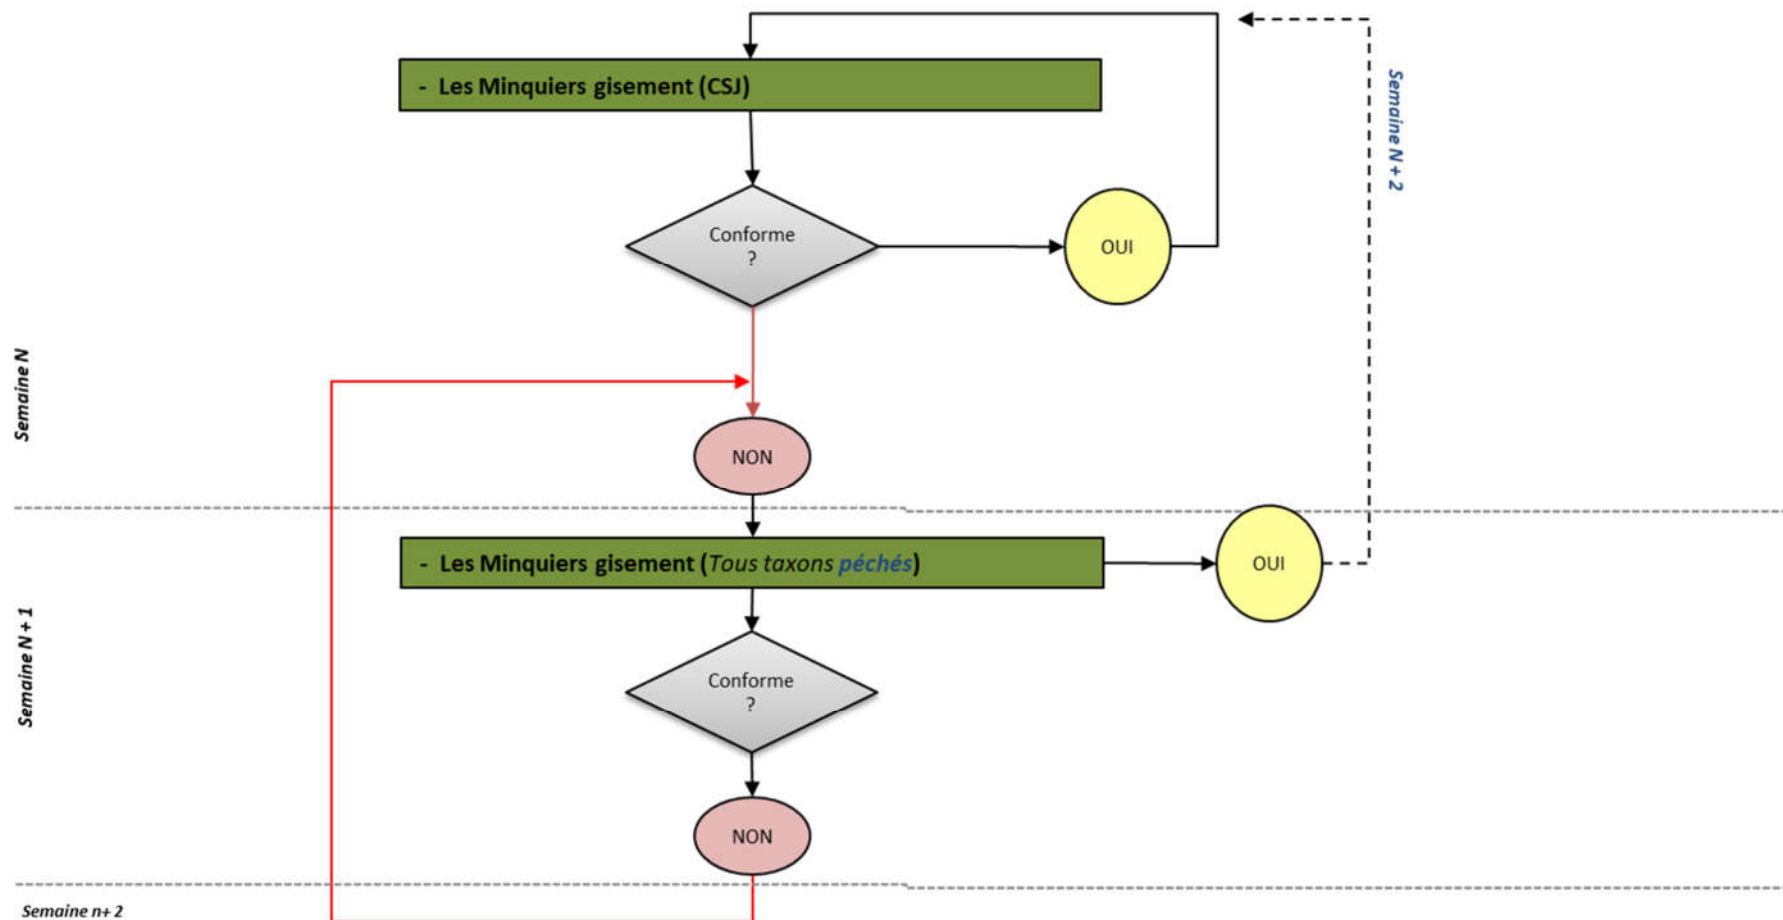 - Les Minquiers gisement (CSJ)
Semaine N + 2
Conforme
?
OUI
Semaine N
NON
- Les Minquiers gisement (Tous taxons péchés)
OUI
Semaine N + 1
Conforme
?
NON
Semaine n+ 2